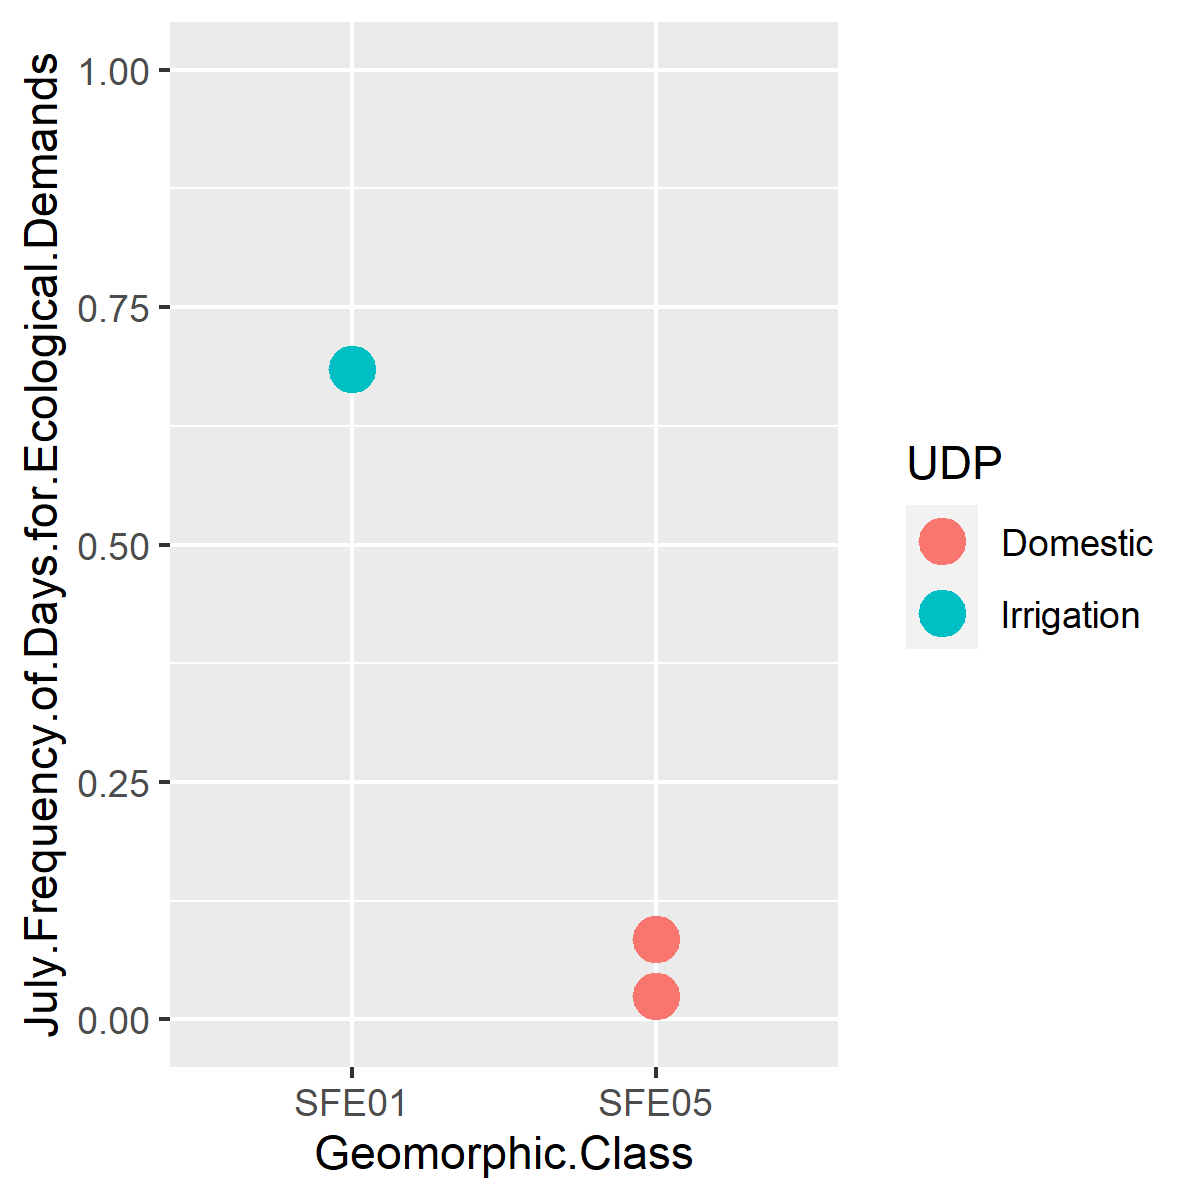 July.Frequency.of.Days.for.Ecological.Demands
1.00
0.75
0.50
0.25
0.00
SFE01
SFE05
Geomorphic.Class
UDP
Domestic
Irrigation